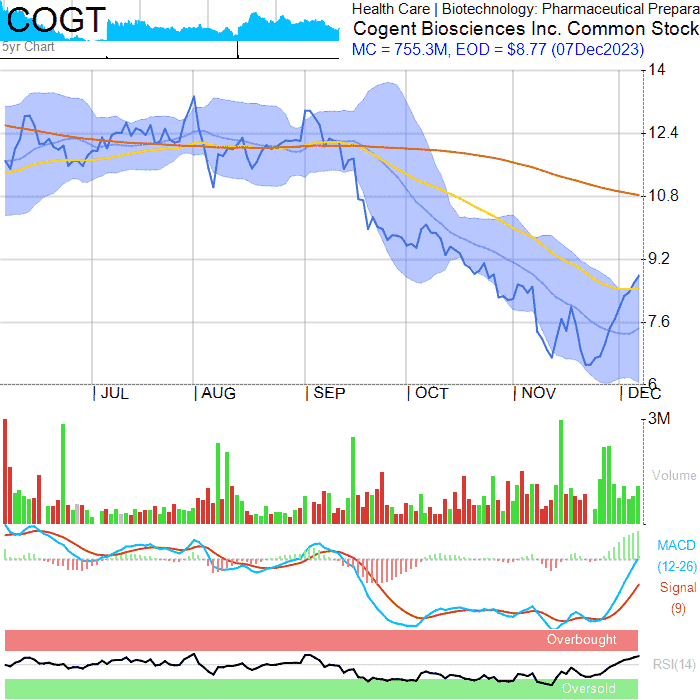 COGT
5yr Chart
Health Care | Biotechnology: Pharmaceutical Prepara
Cogent Biosciences Inc. Common Stock
MC = 755.3M, EOD = $8.77 (07Dec2023)
14
12.4
10.8
9.2
7.6
6
JUL AUG SEP OCT NOV DEC
3M
Volume
MACD
(12-26)
Signal
(9)
Overbought
RSI(14)
Oversold